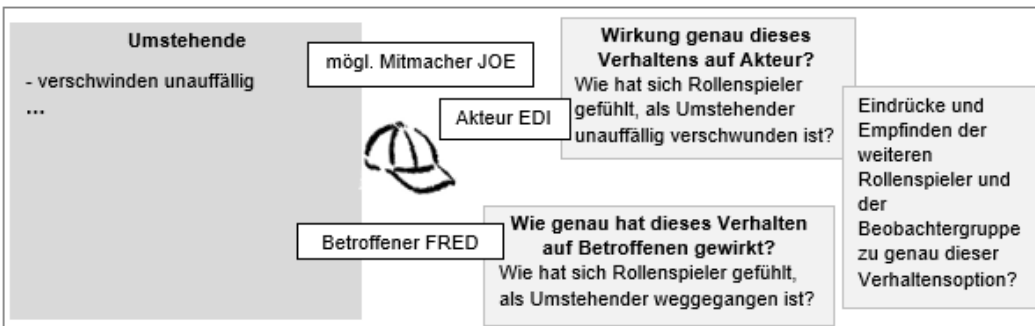 Umstehende
- verschwinden unauffällig
...
mögl. Mitmacher JOE
Akteur EDI
Betroffener FRED
Wirkung genau dieses
Verhaltens auf Akteur?
Wie hat sich Rollenspieler
gefühlt, als Umstehender
unauffällig verschwunden ist?
Wie genau hat dieses Verhalten
auf Betroffenen gewirkt?
Wie hat sich Rollenspieler gefühlt,
als Umstehender weggegangen ist?
Eindrücke und
Empfinden der
weiteren
Rollenspieler und
der
Beobachtergruppe
zu genau dieser
Verhaltensoption?